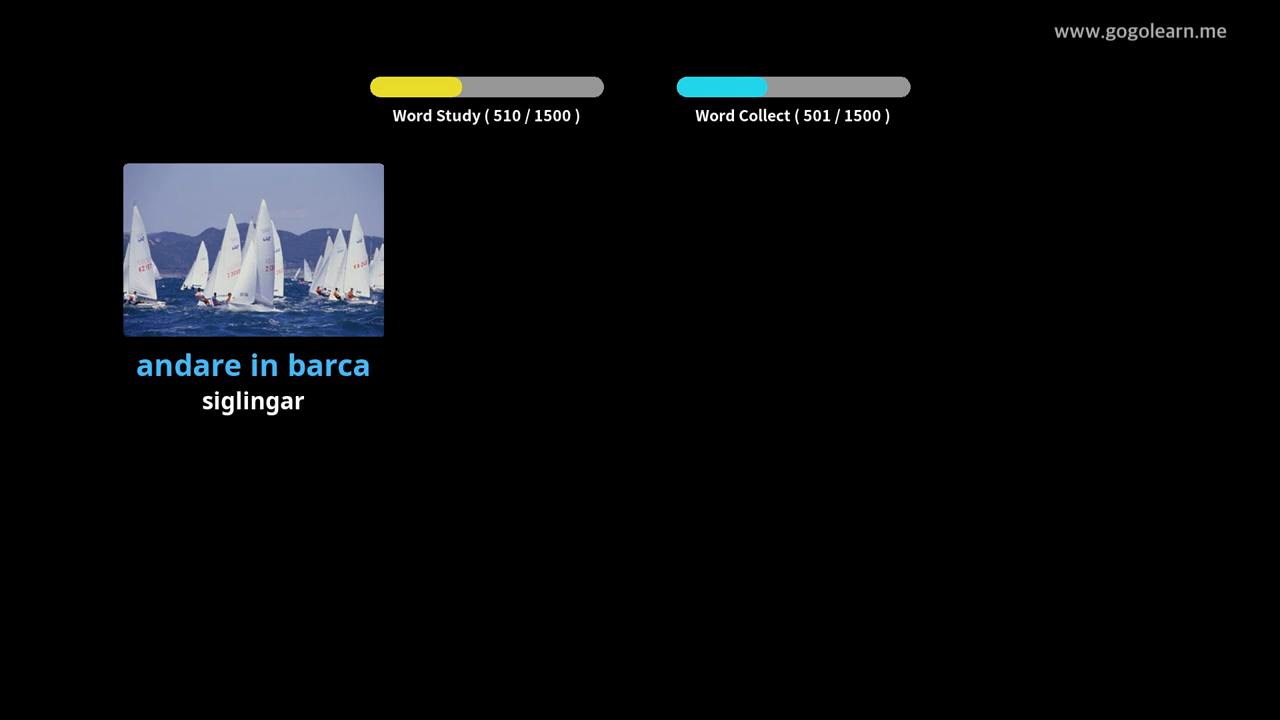 www.gogolearn.me
Word Study ( 510 / 1500 )
Word Collect ( 501 / 1500 )
andare in barca
siglingar